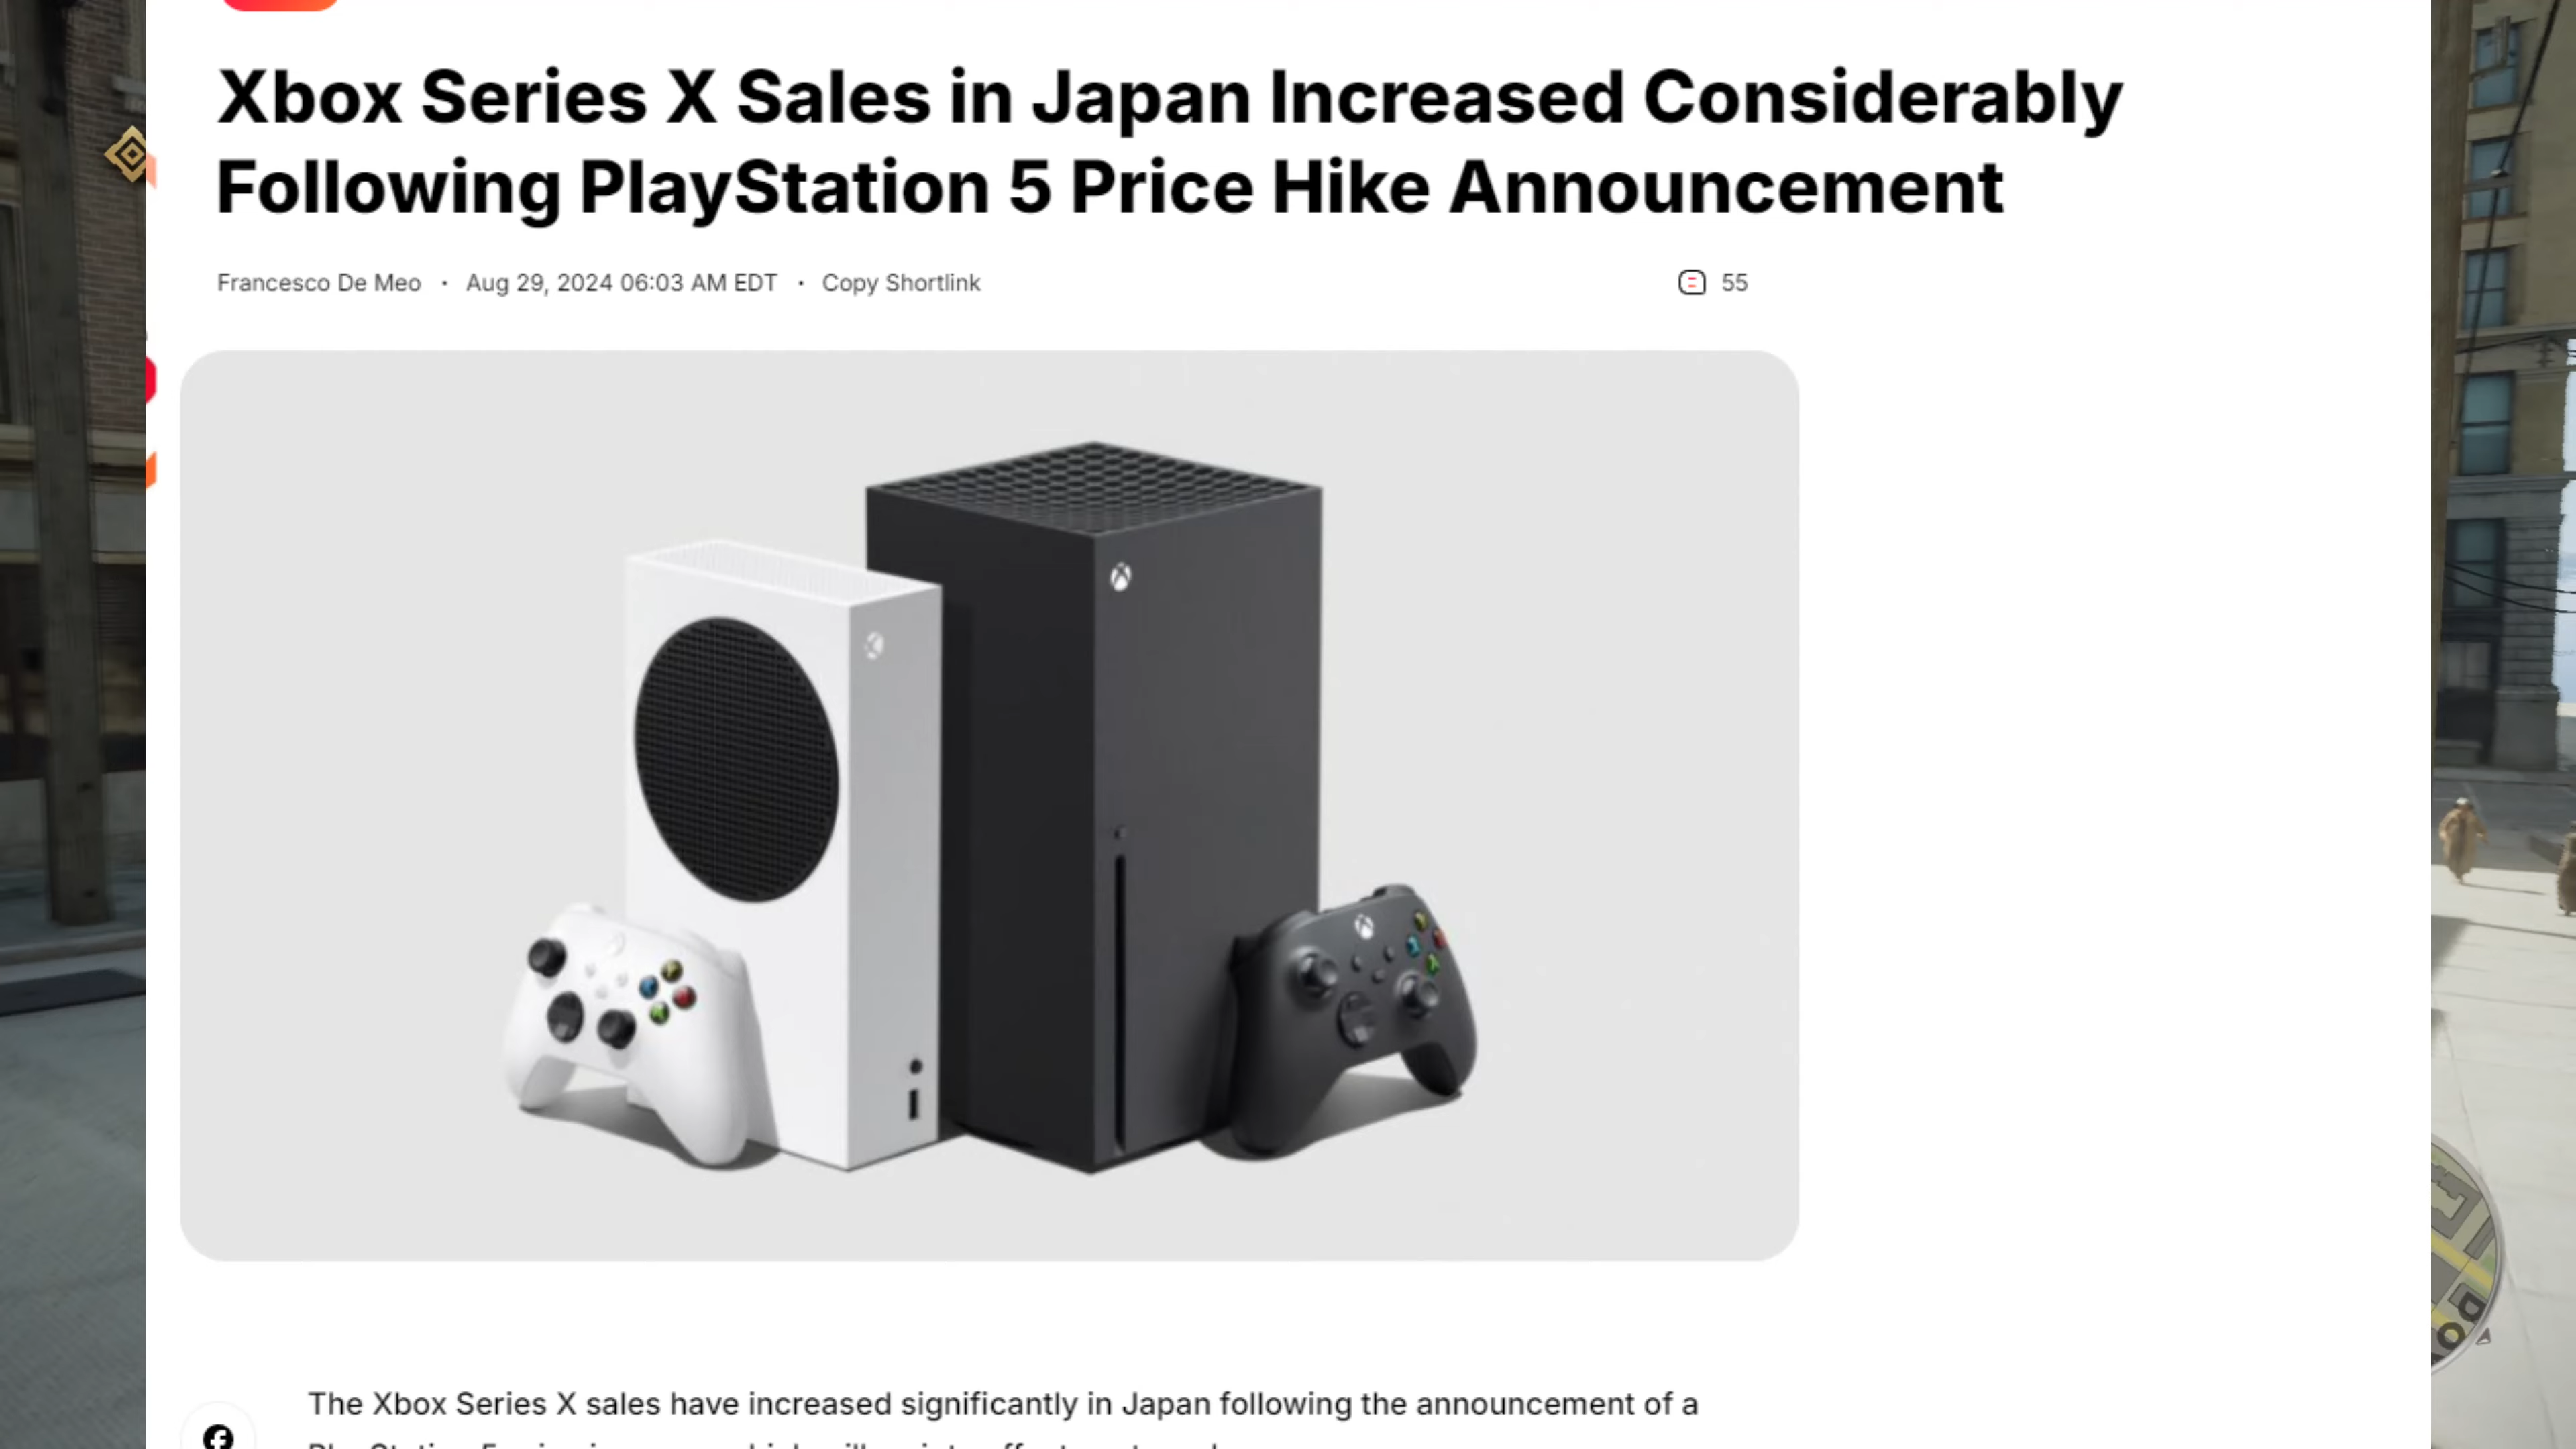 Xbox Series X Sales in Japan Increased Considerably
Following PlayStation 5 Price Hike Announcement
Francesco De Meo · Aug 29, 2024 06:03 AM EDT · Copy Shortlink
55
The Xbox Series X sales have increased significantly in Japan following the announcement of a